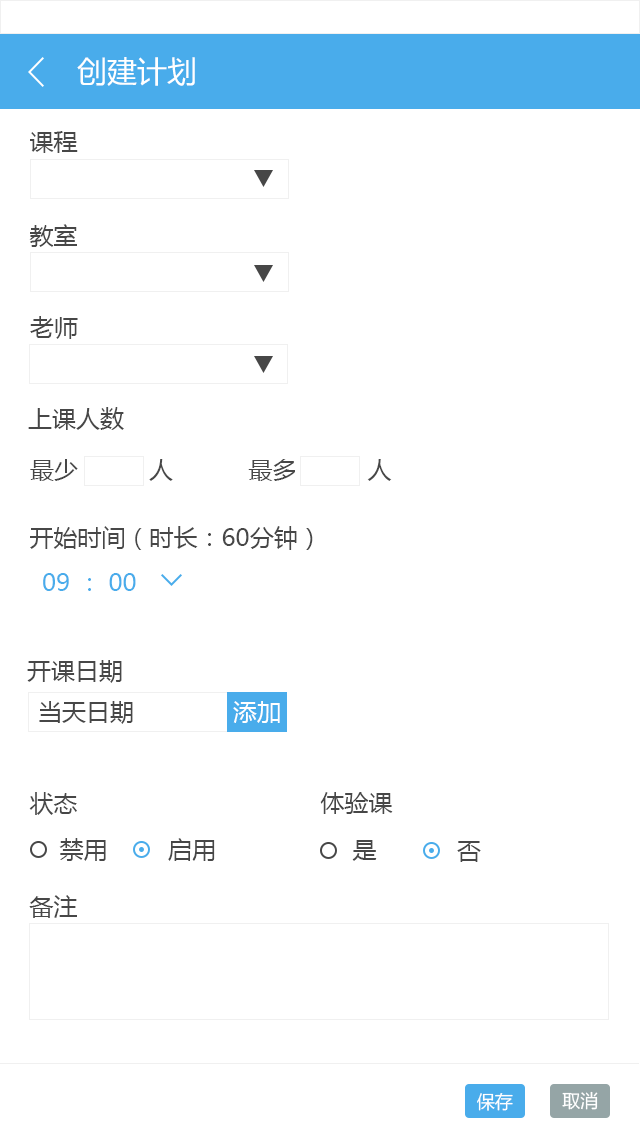 创建计划
课程
教室
老师
上课人数
最少 人 最多 人
开始时间（时长：60分钟）
09 : 00
开课日期
当天日期 添加
状态 体验课
禁用 启用 是 否
备注
保存 取消